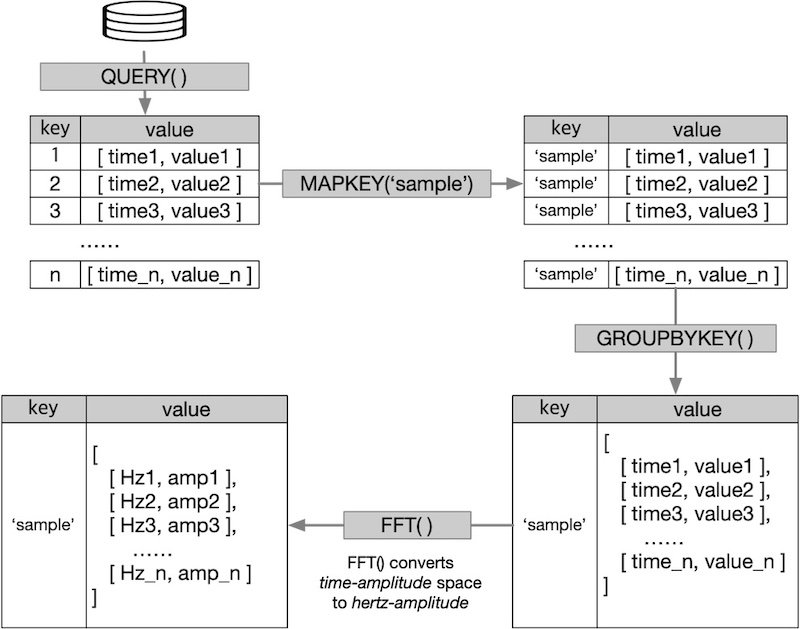 QUERY( )
key value
1 [ time1, value1 ]
2 [ time2, value2 ]
3 [ time3, value3 ]
......
n [ time_n, value_n ]
MAPKEY(‘sample’)
key value
‘sample’ [ time1, value1 ]
‘sample’ [ time2, value2 ]
‘sample’ [ time3, value3 ]
......
‘sample’ [ time_n, value_n ]
GROUPBYKEY( )
key value
‘sample’
[
[ time1, value1 ],
[ time2, value2 ],
[ time3, value3 ],
......
[ time_n, value_n ]
]
FFT( )
FFT() converts
time-amplitude space
to hertz-amplitude
key value
‘sample’
[
[ Hz1, amp1 ],
[ Hz2, amp2 ],
[ Hz3, amp3 ],
......
[ Hz_n, amp_n ]
]